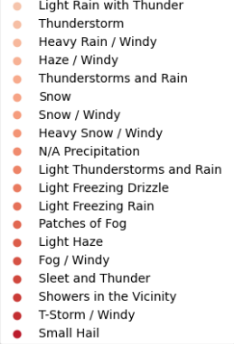 Light Rain with Thunder
Thunderstorm
Heavy Rain / Windy
Haze / Windy
Thunderstorms and Rain
Snow
Snow / Windy
Heavy Snow / Windy
N/A Precipitation
Light Thunderstorms and Rain
Light Freezing Drizzle
Light Freezing Rain
Patches of Fog
Light Haze
Fog / Windy
Sleet and Thunder
Showers in the Vicinity
T-Storm / Windy
Small Hail